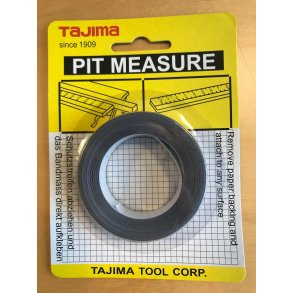 TAJIMA
since 1909
PIT MEASURE
Remove paper backing and
attach to any surface
abziehen und
das Bandmass direkt aufkleben
TAJIMA TOOL CORP.